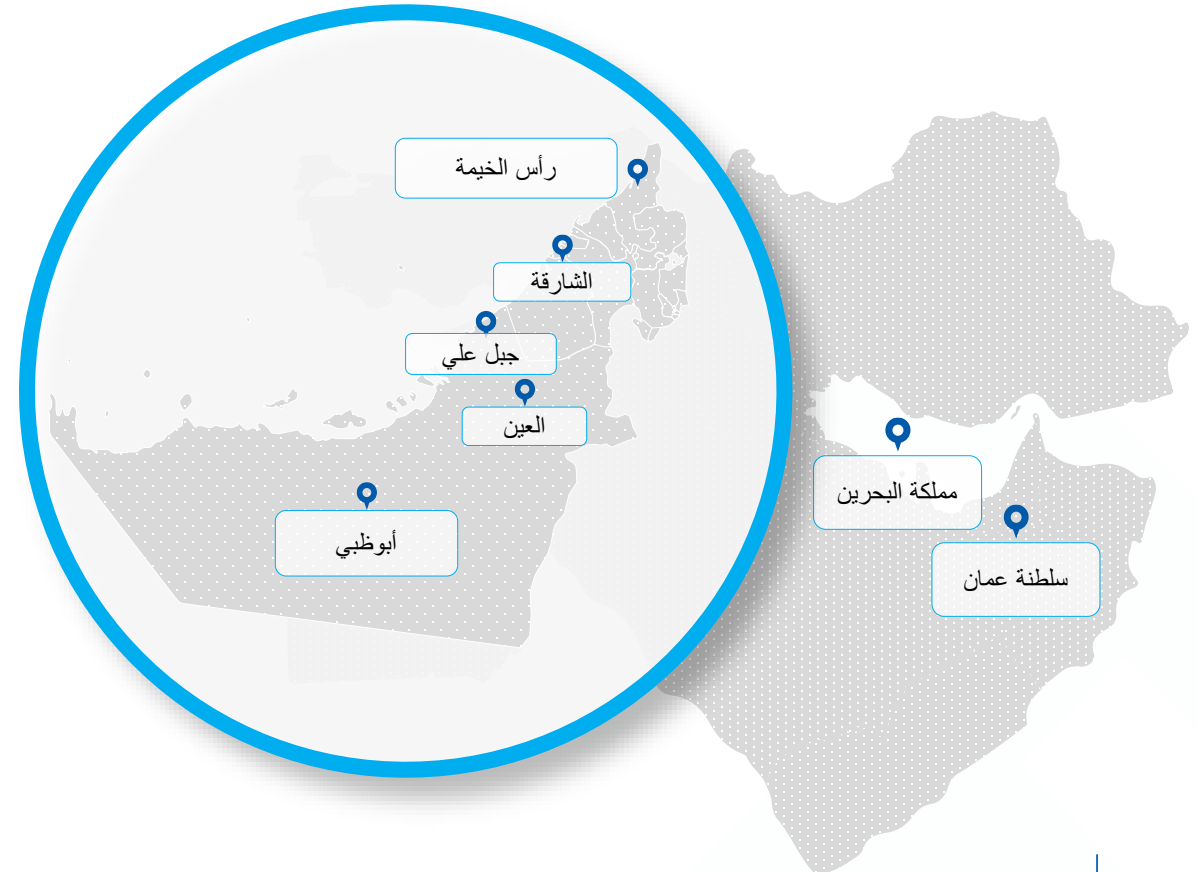 رأس الخيمة
الشارقة
جبل علي
العين
مملكة البحرين
أبوظبي
سلطنة عمان